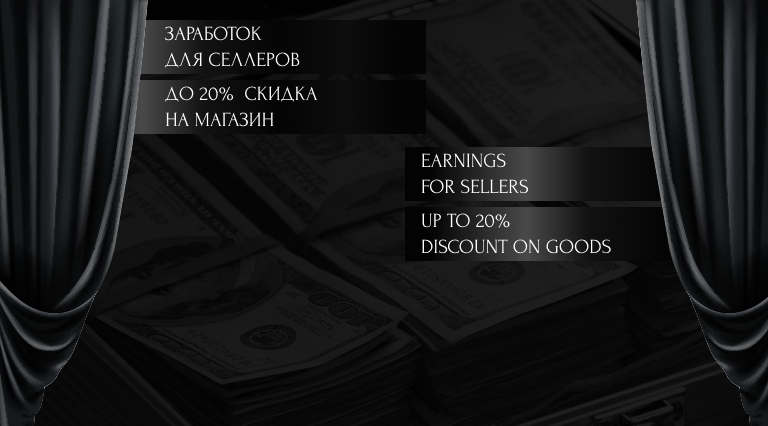 ЗАРАБОТОК
ДЛЯ СЕЛЛЕРОВ
ДО 20% СКИДКА
НА МАГАЗИН
EARNINGS
FOR SELLERS
UP TO 20%
DISCOUNT ON GOODS